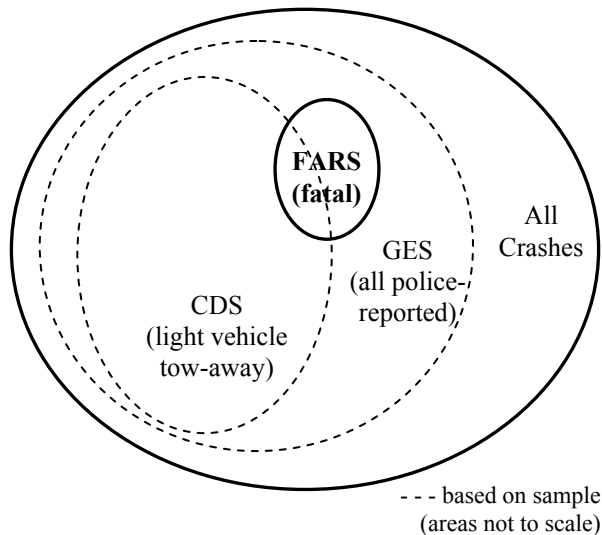 FARS
(fatal)
All
Crashes
GES
(all police-
reported)
CDS
(light vehicle
tow-away)
- - - based on sample
(areas not to scale)